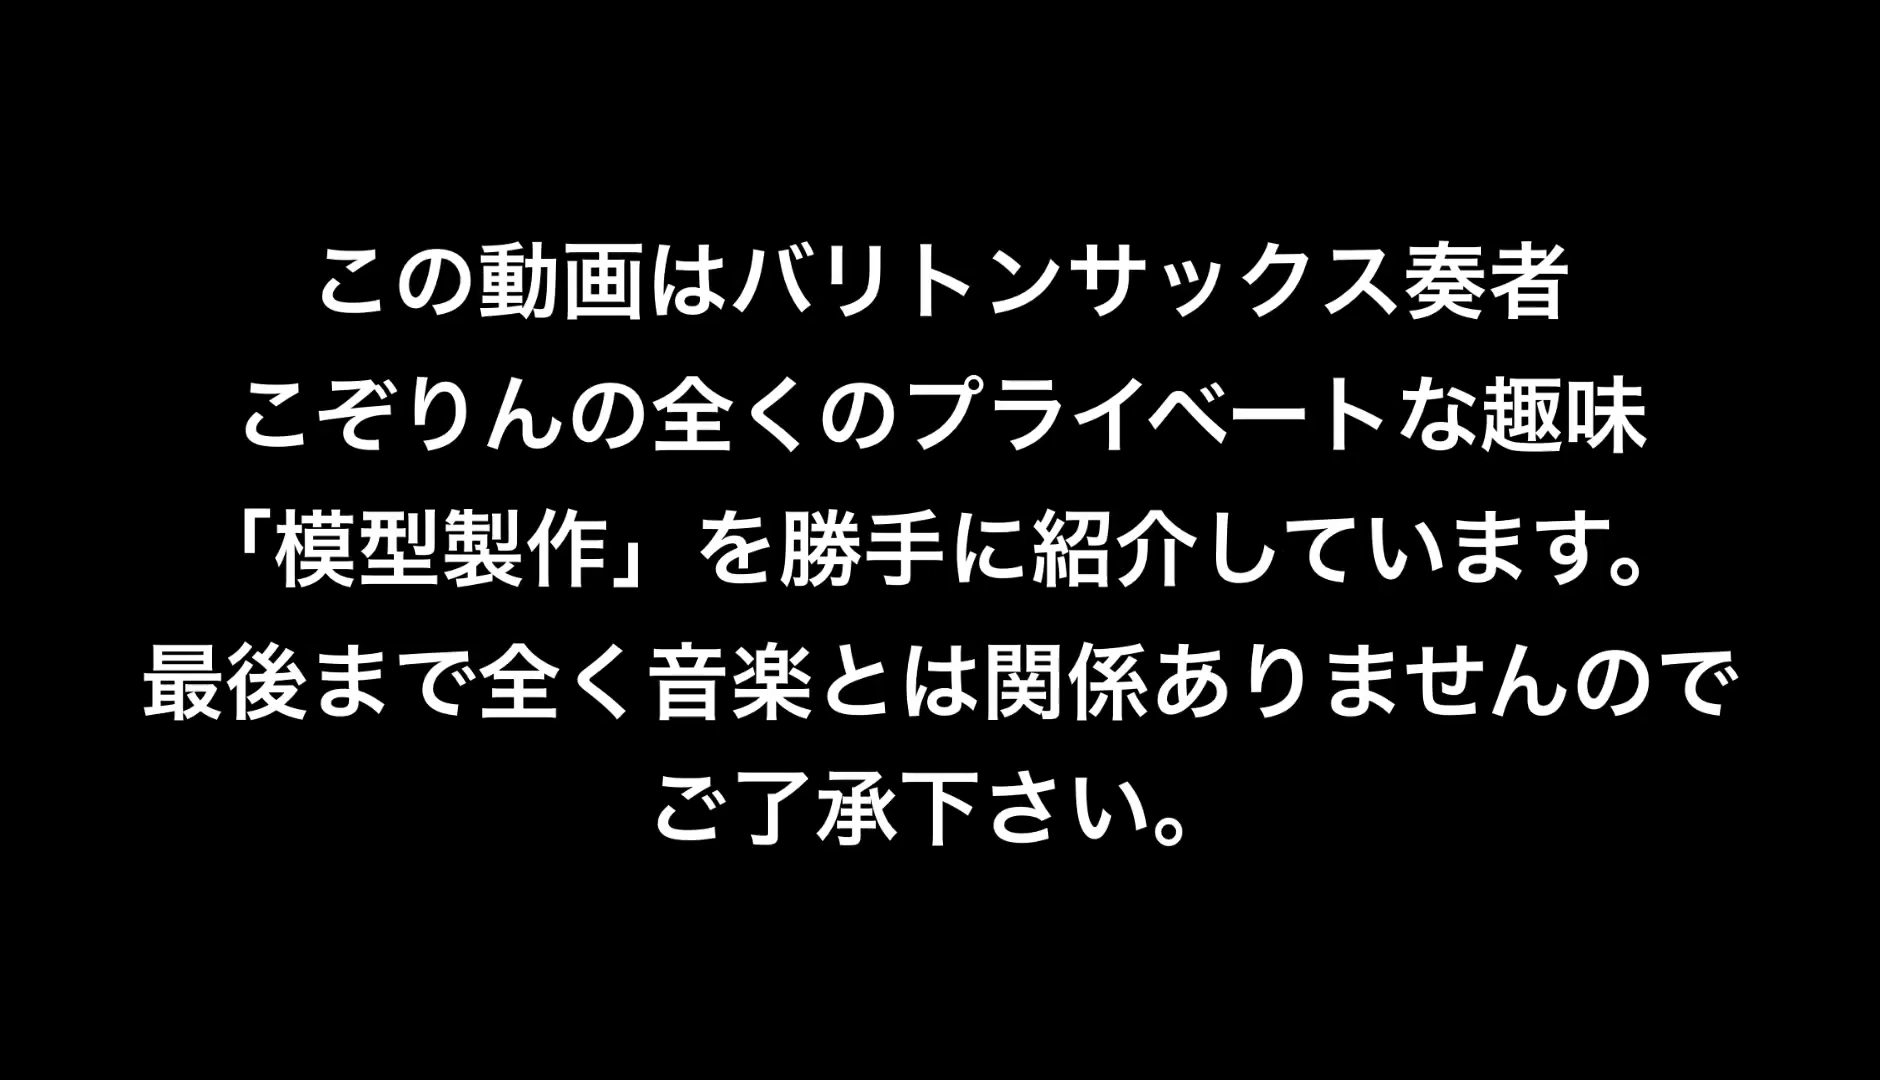 この動画はバリトンサックス奏者
こぞりんの全くのプライベートな趣味
「模型製作」を勝手に紹介しています。
最後まで全く音楽とは関係ありませんので
ご了承下さい。